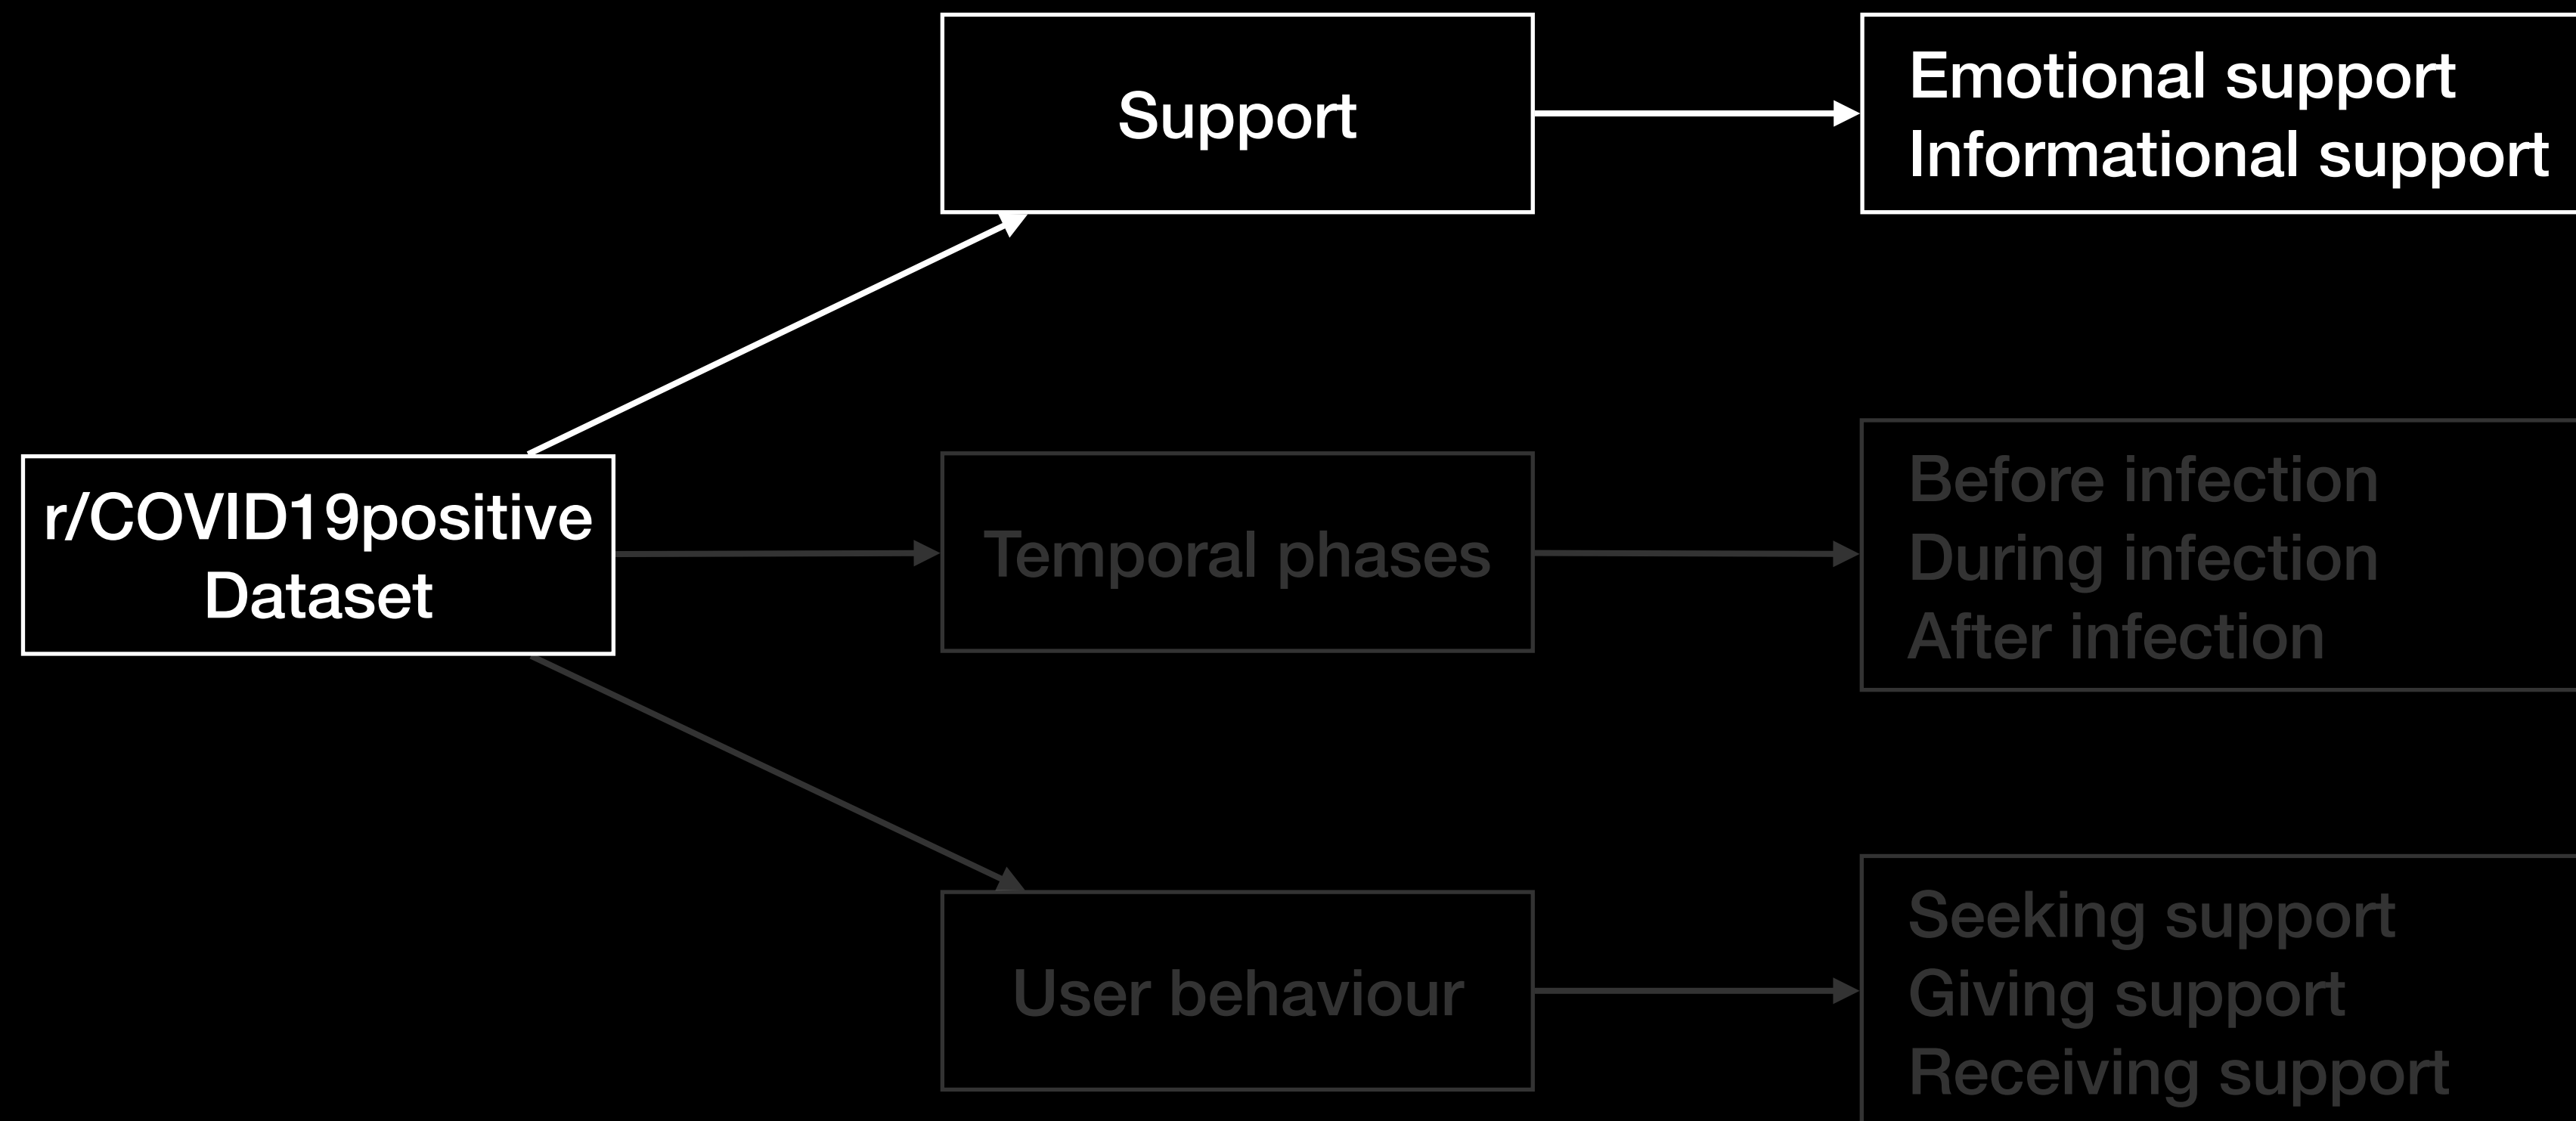 Support
Emotional support
Informational support
r/COVID19positive
Dataset
Temporal phases
Before infection
During infection
After infection
User behaviour
Seeking support
Giving support
Receiving support